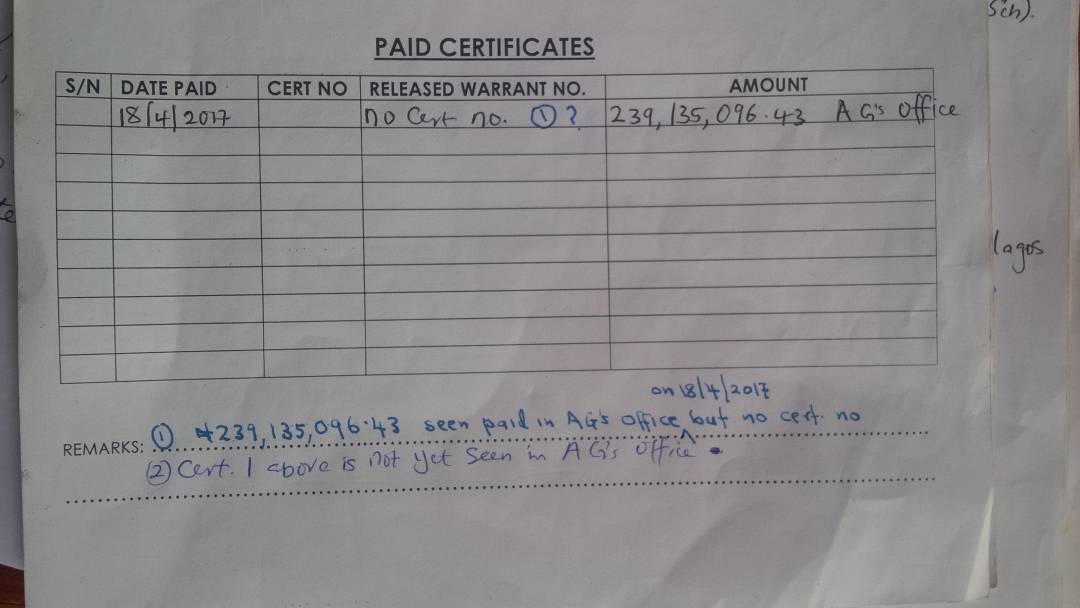 Sch).
PAID CERTIFICATES
S/N DATE PAID CERT NO RELEASED WARRANT NO. AMOUNT
18/4/2017 no Cert no. ① ? 239,135,096.43 AG's Office
lagos
on 18/4/2017
REMARKS: ① ₦239,135,096.43 seen paid in AG's office, but no cert. no
② Cert. 1 above is not yet seen in AG's office.